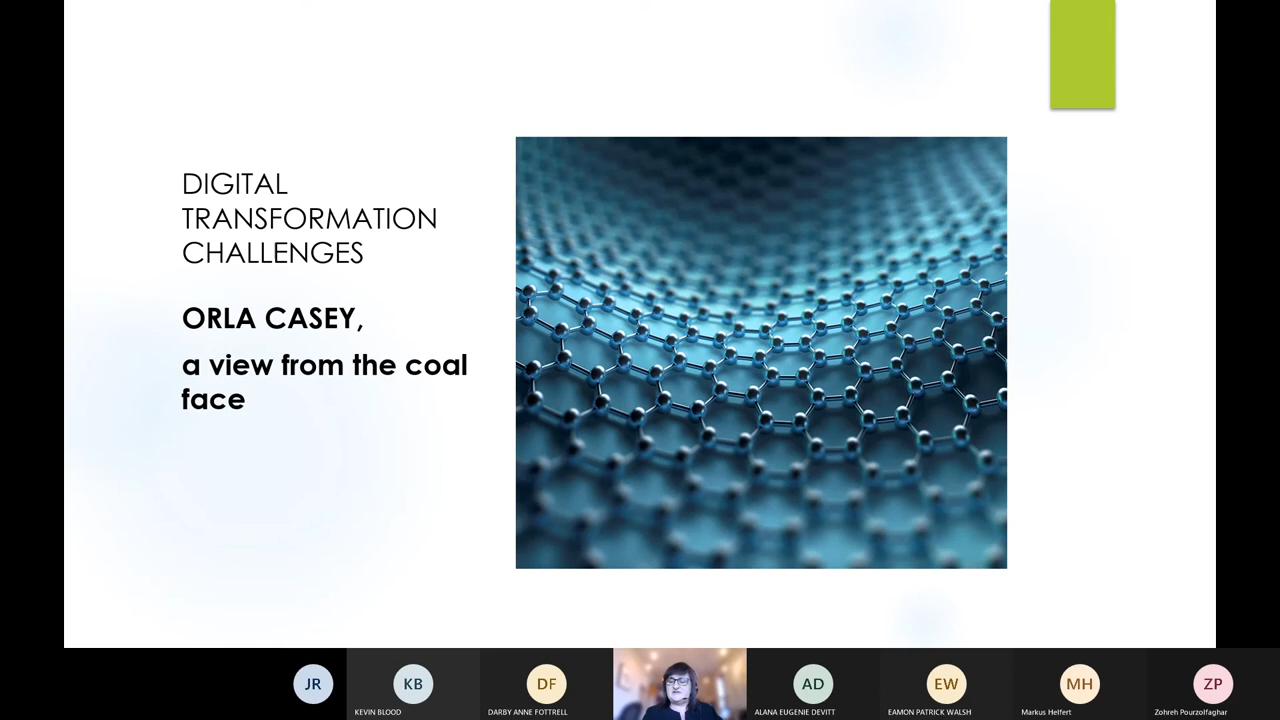 DIGITAL
TRANSFORMATION
CHALLENGES
ORLA CASEY,
a view from the coal
face
JR
KB
DF
AD
EW
MH
ZP
KEVIN BLOOD
DARBY ANNE FOTTRELL
ALANA EUGENIE DEVITT
EAMON PATRICK WALSH
Markus Helfert
Zohreh Pourzolfaghar